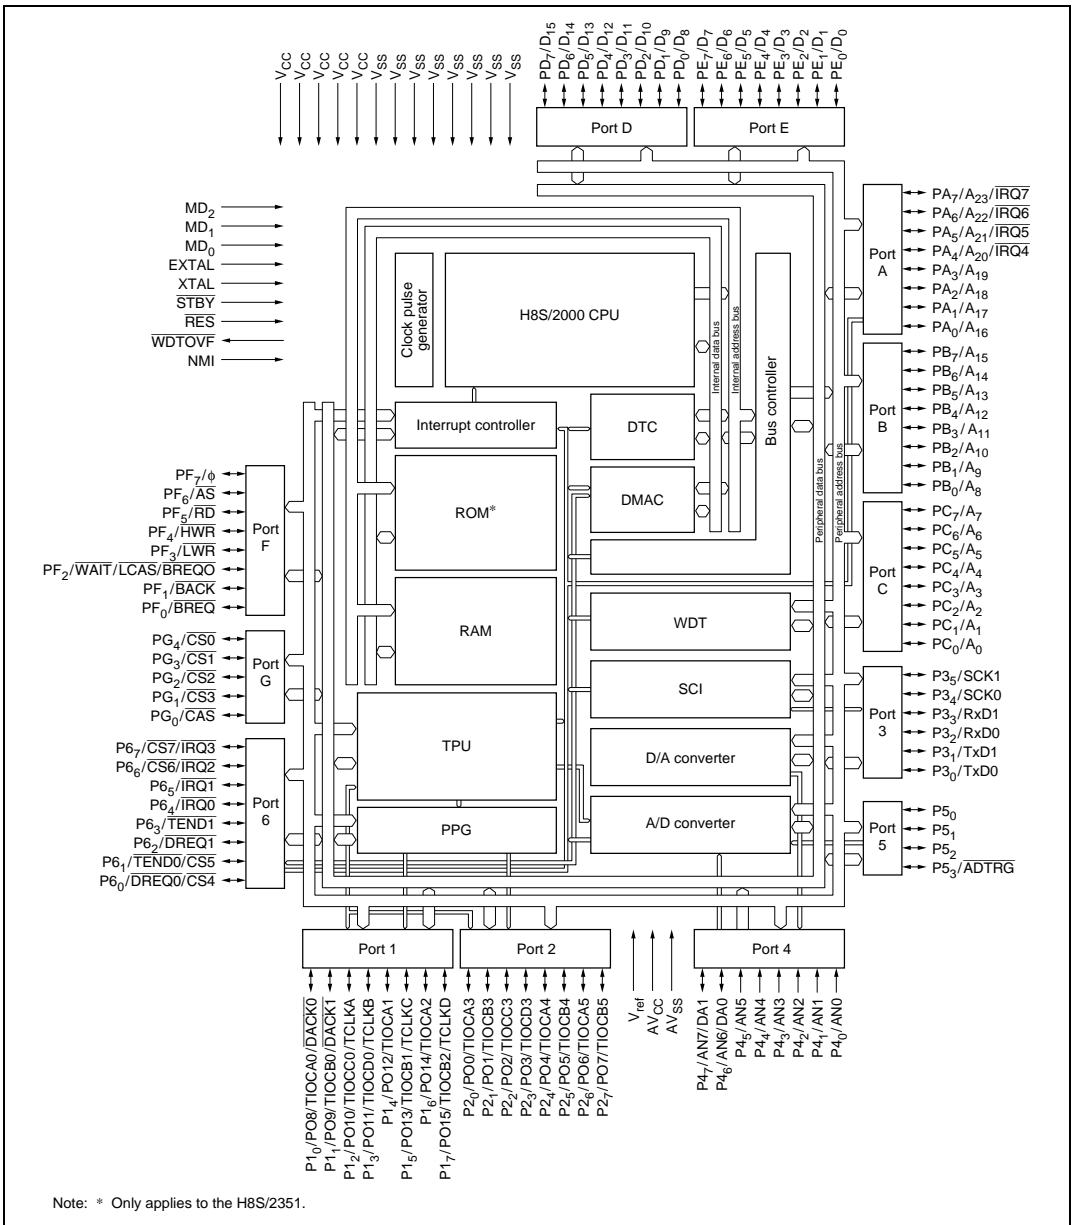 VCC
VCC
VCC
VCC
VCC
VSS
VSS
VSS
VSS
VSS
VSS
VSS
VSS
PD7/D15
PD6/D14
PD5/D13
PD4/D12
PD3/D11
PD2/D10
PD1/D9
PD0/D8
PE7/D7
PE6/D6
PE5/D5
PE4/D4
PE3/D3
PE2/D2
PE1/D1
PE0/D0
Port D
Port E
MD2
MD1
MD0
EXTAL
XTAL
STBY
RES
WDTOVF
NMI
Clock pulse
generator
H8S/2000 CPU
Internal data bus
Internal address bus
Bus controller
Port
A
PA7/A23/IRQ7
PA6/A22/IRQ6
PA5/A21/IRQ5
PA4/A20/IRQ4
PA3/A19
PA2/A18
PA1/A17
PA0/A16
Port
B
PB7/A15
PB6/A14
PB5/A13
PB4/A12
PB3/A11
PB2/A10
PB1/A9
PB0/A8
Interrupt controller
DTC
ROM*
DMAC
Peripheral data bus
Peripheral address bus
PF7/φ
PF6/AS
PF5/RD
PF4/HWR
PF3/LWR
PF2/WAIT/LCAS/BREQO
PF1/BACK
PF0/BREQ
Port
F
Port
C
PC7/A7
PC6/A6
PC5/A5
PC4/A4
PC3/A3
PC2/A2
PC1/A1
PC0/A0
RAM
WDT
PG4/CS0
PG3/CS1
PG2/CS2
PG1/CS3
PG0/CAS
Port
G
SCI
Port
3
P35/SCK1
P34/SCK0
P33/RxD1
P32/RxD0
P31/TxD1
P30/TxD0
TPU
D/A converter
P67/CS7/IRQ3
P66/CS6/IRQ2
P65/IRQ1
P64/IRQ0
P63/TEND1
P62/DREQ1
P61/TEND0/CS5
P60/DREQ0/CS4
Port
6
PPG
A/D converter
Port
5
P50
P51
P52
P53/ADTRG
Port 1
Port 2
Port 4
P10/PO8/TIOCA0/DACK0
P11/PO9/TIOCB0/DACK1
P12/PO10/TIOCC0/TCLKA
P13/PO11/TIOCD0/TCLKB
P14/PO12/TIOCA1
P15/PO13/TIOCB1/TCLKC
P16/PO14/TIOCA2
P17/PO15/TIOCB2/TCLKD
P20/PO0/TIOCA3
P21/PO1/TIOCB3
P22/PO2/TIOCC3
P23/PO3/TIOCD3
P24/PO4/TIOCA4
P25/PO5/TIOCB4
P26/PO6/TIOCA5
P27/PO7/TIOCB5
Vref
AVCC
AVSS
P47/AN7/DA1
P46/AN6/DA0
P45/AN5
P44/AN4
P43/AN3
P42/AN2
P41/AN1
P40/AN0
Note: * Only applies to the H8S/2351.